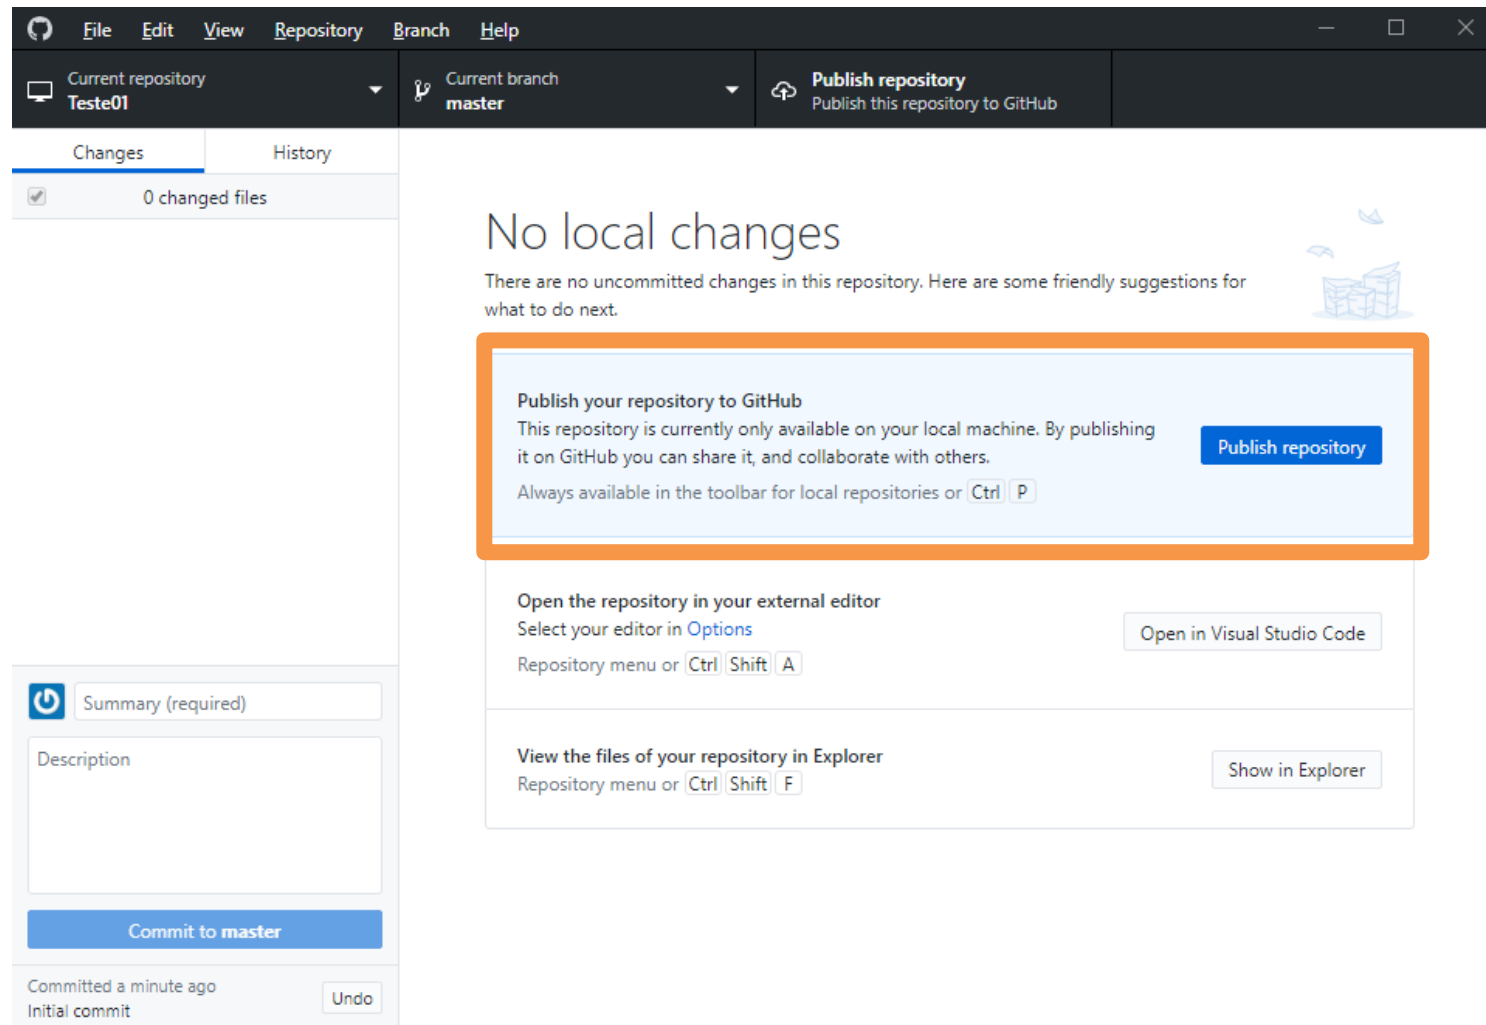 File Edit View Repository Branch Help
Current repository
Teste01
Current branch
master
Publish repository
Publish this repository to GitHub
Changes
History
0 changed files
No local changes
There are no uncommitted changes in this repository. Here are some friendly suggestions for
what to do next.
Publish your repository to GitHub
This repository is currently only available on your local machine. By publishing
it on GitHub you can share it, and collaborate with others.
Always available in the toolbar for local repositories or Ctrl P
Publish repository
Open the repository in your external editor
Select your editor in Options
Repository menu or Ctrl Shift A
Open in Visual Studio Code
View the files of your repository in Explorer
Repository menu or Ctrl Shift F
Show in Explorer
Summary (required)
Description
Commit to master
Committed a minute ago
Initial commit
Undo